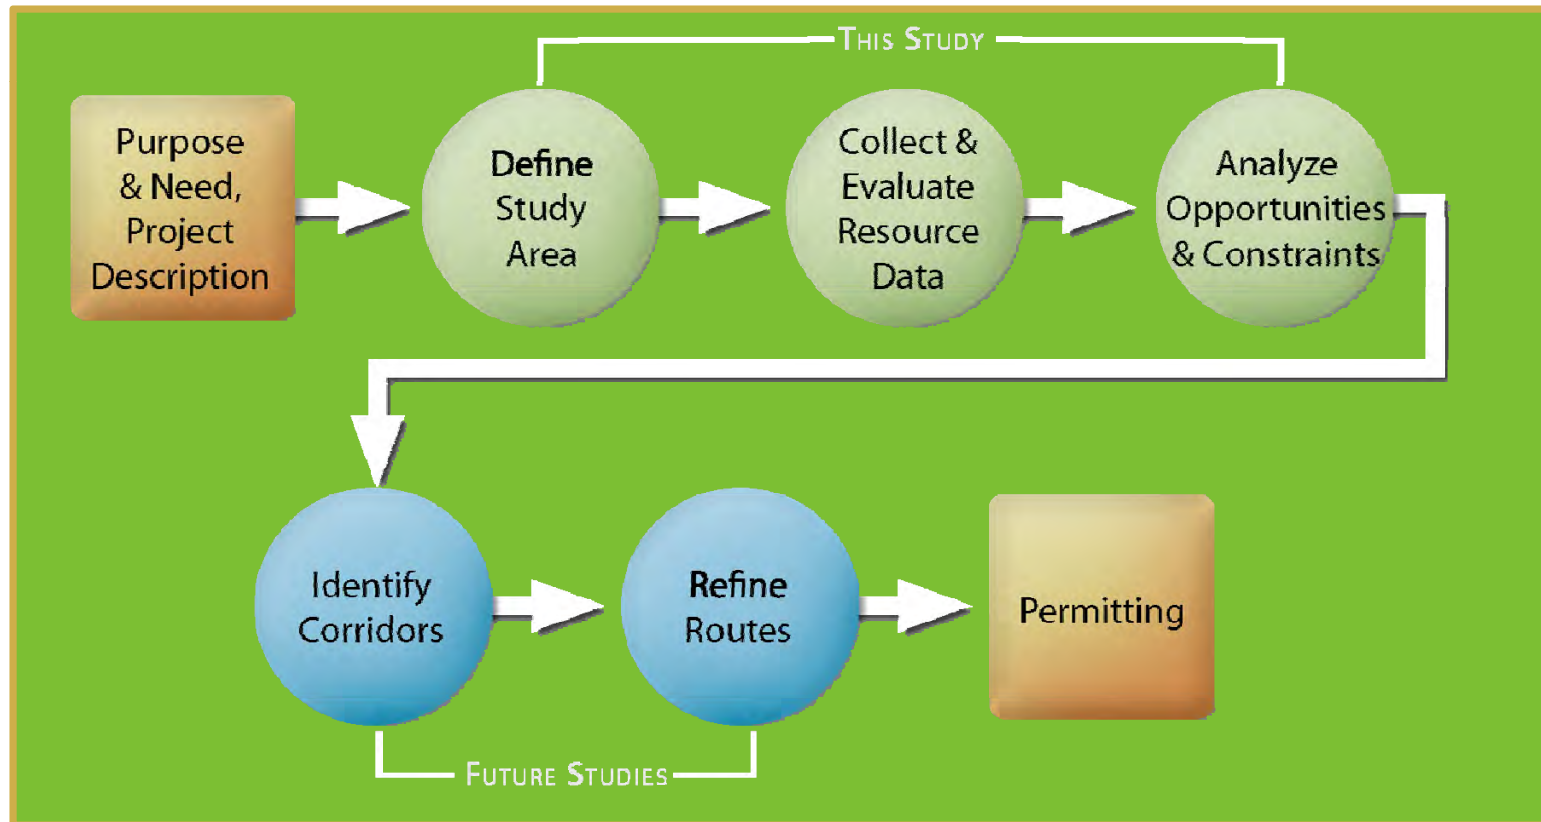 THIS STUDY
Purpose
& Need,
Project
Description
Define
Study
Area
Collect &
Evaluate
Resource
Data
Analyze
Opportunities
& Constraints
Identify
Corridors
Refine
Routes
Permitting
FUTURE STUDIES